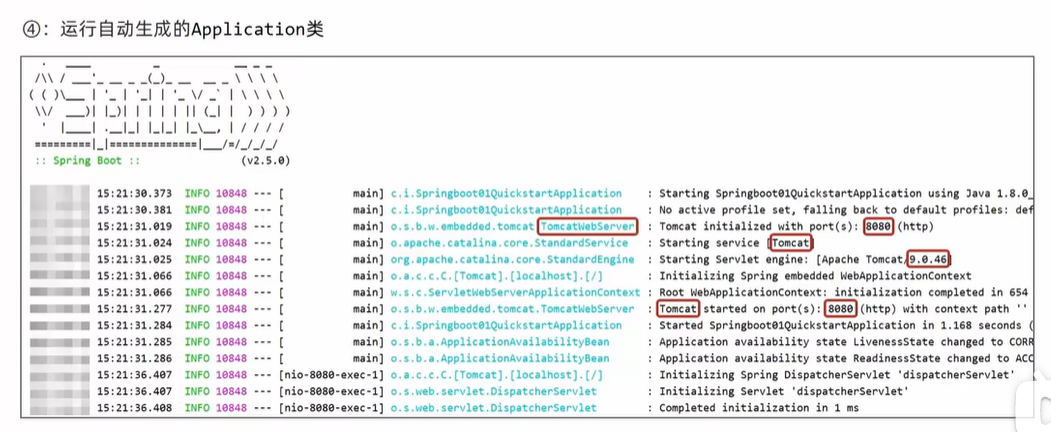 ④：运行自动生成的Application类
:: Spring Boot ::                (v2.5.0)
15:21:30.373  INFO 10848 --- [           main] c.i.Springboot01QuickstartApplication    : Starting Springboot01QuickstartApplication using Java 1.8.0_
15:21:30.381  INFO 10848 --- [           main] c.i.Springboot01QuickstartApplication    : No active profile set, falling back to default profiles: def
15:21:31.019  INFO 10848 --- [           main] o.s.b.w.embedded.tomcat.TomcatWebServer  : Tomcat initialized with port(s): 8080 (http)
15:21:31.024  INFO 10848 --- [           main] o.apache.catalina.core.StandardService   : Starting service [Tomcat]
15:21:31.025  INFO 10848 --- [           main] org.apache.catalina.core.StandardEngine  : Starting Servlet engine: [Apache Tomcat/9.0.46]
15:21:31.066  INFO 10848 --- [           main] o.a.c.c.C.[Tomcat].[localhost].[/]       : Initializing Spring embedded WebApplicationContext
15:21:31.066  INFO 10848 --- [           main] w.s.c.ServletWebServerApplicationContext : Root WebApplicationContext: initialization completed in 654
15:21:31.277  INFO 10848 --- [           main] o.s.b.w.embedded.tomcat.TomcatWebServer  : Tomcat started on port(s): 8080 (http) with context path ''
15:21:31.284  INFO 10848 --- [           main] c.i.Springboot01QuickstartApplication    : Started Springboot01QuickstartApplication in 1.168 seconds (
15:21:31.285  INFO 10848 --- [           main] o.s.b.a.ApplicationAvailabilityBean      : Application availability state LivenessState changed to CORR
15:21:31.286  INFO 10848 --- [           main] o.s.b.a.ApplicationAvailabilityBean      : Application availability state ReadinessState changed to ACC
15:21:36.407  INFO 10848 --- [nio-8080-exec-1] o.a.c.c.C.[Tomcat].[localhost].[/]       : Initializing Spring DispatcherServlet 'dispatcherServlet'
15:21:36.407  INFO 10848 --- [nio-8080-exec-1] o.s.web.servlet.DispatcherServlet        : Initializing Servlet 'dispatcherServlet'
15:21:36.408  INFO 10848 --- [nio-8080-exec-1] o.s.web.servlet.DispatcherServlet        : Completed initialization in 1 ms